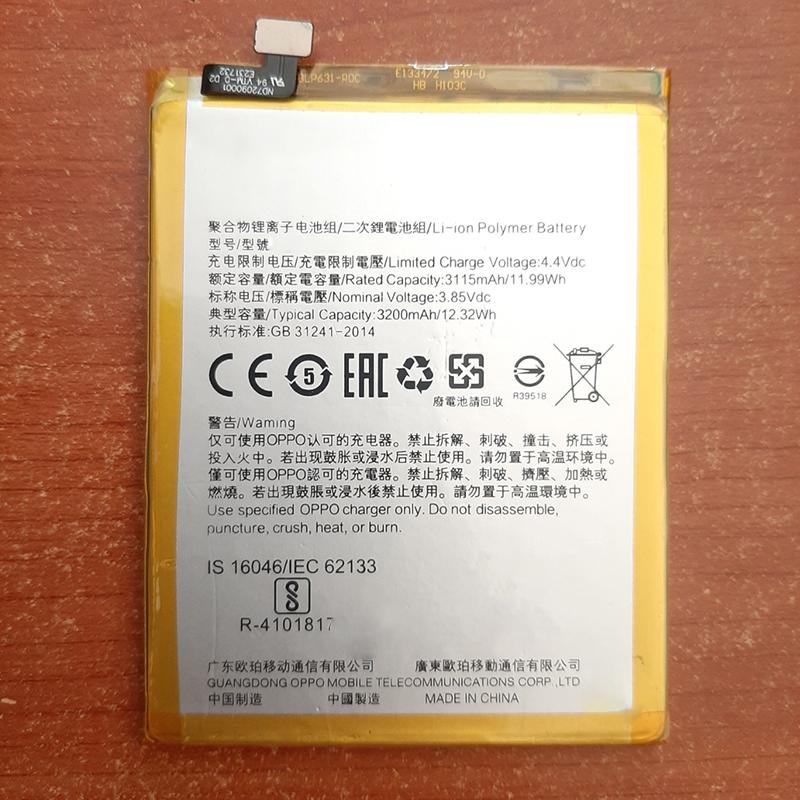 BLP631-RDC
E133472 94V-0
HB H103C
ND72090001
94 VTM-0 D2
E231732
聚合物锂离子电池组/二次鋰電池組/Li-ion Polymer Battery
型号/型號
充电限制电压/充電限制電壓/Limited Charge Voltage:4.4Vdc
额定容量/額定電容量/Rated Capacity:3115mAh/11.99Wh
标称电压/標稱電壓/Nominal Voltage:3.85Vdc
典型容量/Typical Capacity:3200mAh/12.32Wh
执行标准:GB 31241-2014
CE 5 EAC
廢電池請回收
R39518
警告/Warning
仅可使用OPPO认可的充电器。禁止拆解、刺破、撞击、挤压或
投入火中。若出现鼓胀或浸水后禁止使用。请勿置于高温环境中。
僅可使用OPPO認可的充電器。禁止拆解、刺破、擠壓、加熱或
燃燒。若出現鼓脹或浸水後禁止使用。請勿置于高溫環境中。
Use specified OPPO charger only. Do not disassemble,
puncture, crush, heat, or burn.
IS 16046/IEC 62133
R-4101817
广东欧珀移动通信有限公司 廣東歐珀移動通信有限公司
GUANGDONG OPPO MOBILE TELECOMMUNICATIONS CORP.,LTD
中国制造 中國製造 MADE IN CHINA